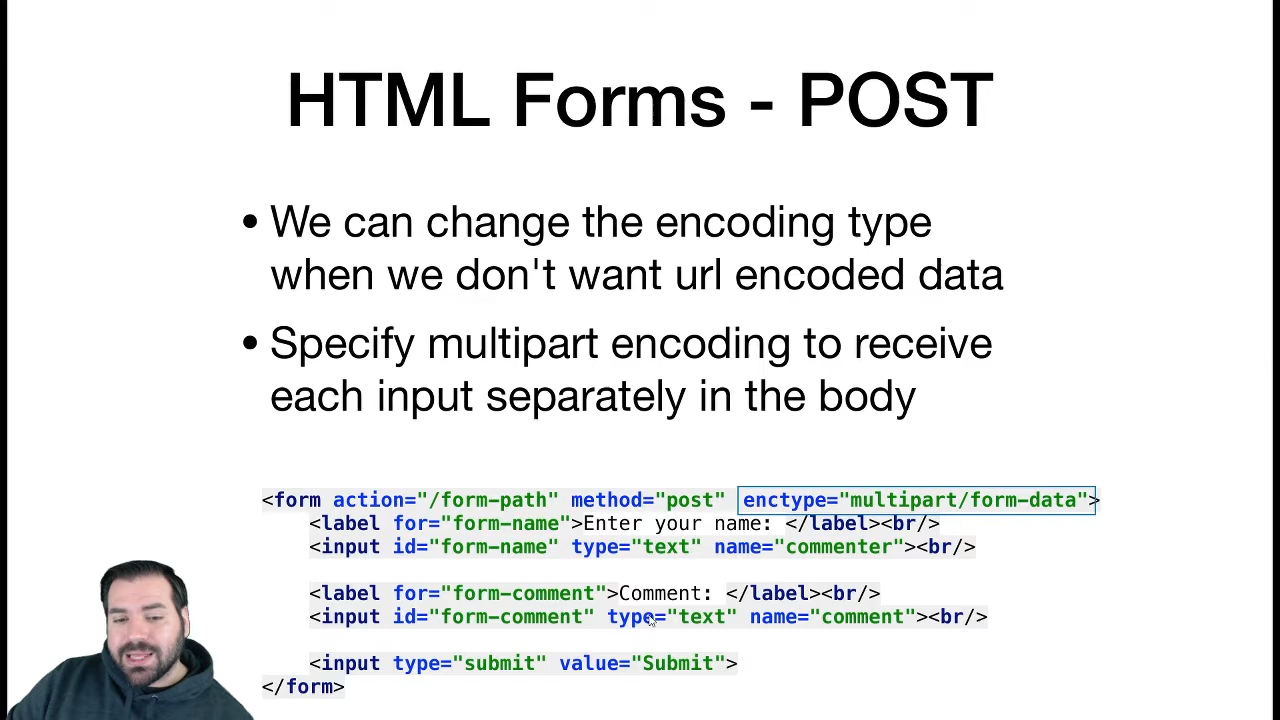 HTML Forms - POST
• We can change the encoding type
when we don't want url encoded data
• Specify multipart encoding to receive
each input separately in the body
<form action="/form-path" method="post" enctype="multipart/form-data">
<label for="form-name">Enter your name: </label><br/>
<input id="form-name" type="text" name="commenter"><br/>
<label for="form-comment">Comment: </label><br/>
<input id="form-comment" type="text" name="comment"><br/>
<input type="submit" value="Submit">
</form>